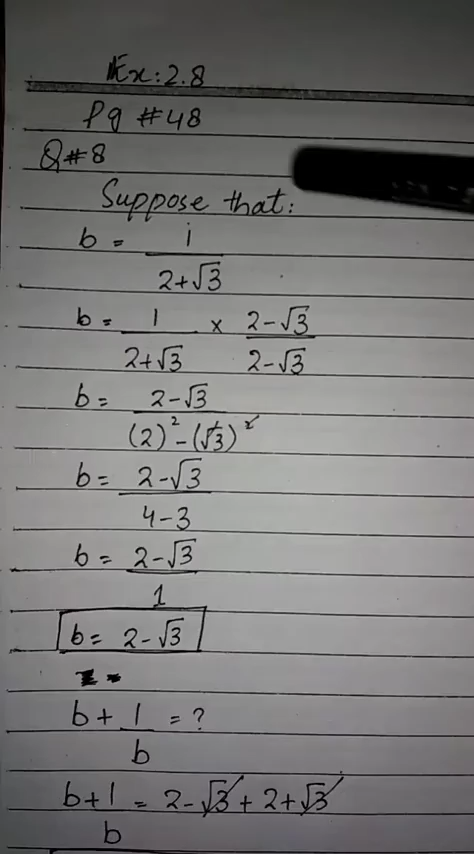 Ex: 2.8
Pg #48
Q#8
Suppose that:
b = 1/(2+√3)
b = 1/(2+√3) × (2-√3)/(2-√3)
b = (2-√3)/((2)²-(√3)²)
b = (2-√3)/(4-3)
b = (2-√3)/1
b = 2-√3
b + 1/b = ?
b + 1/b = 2-√3 + 2+√3